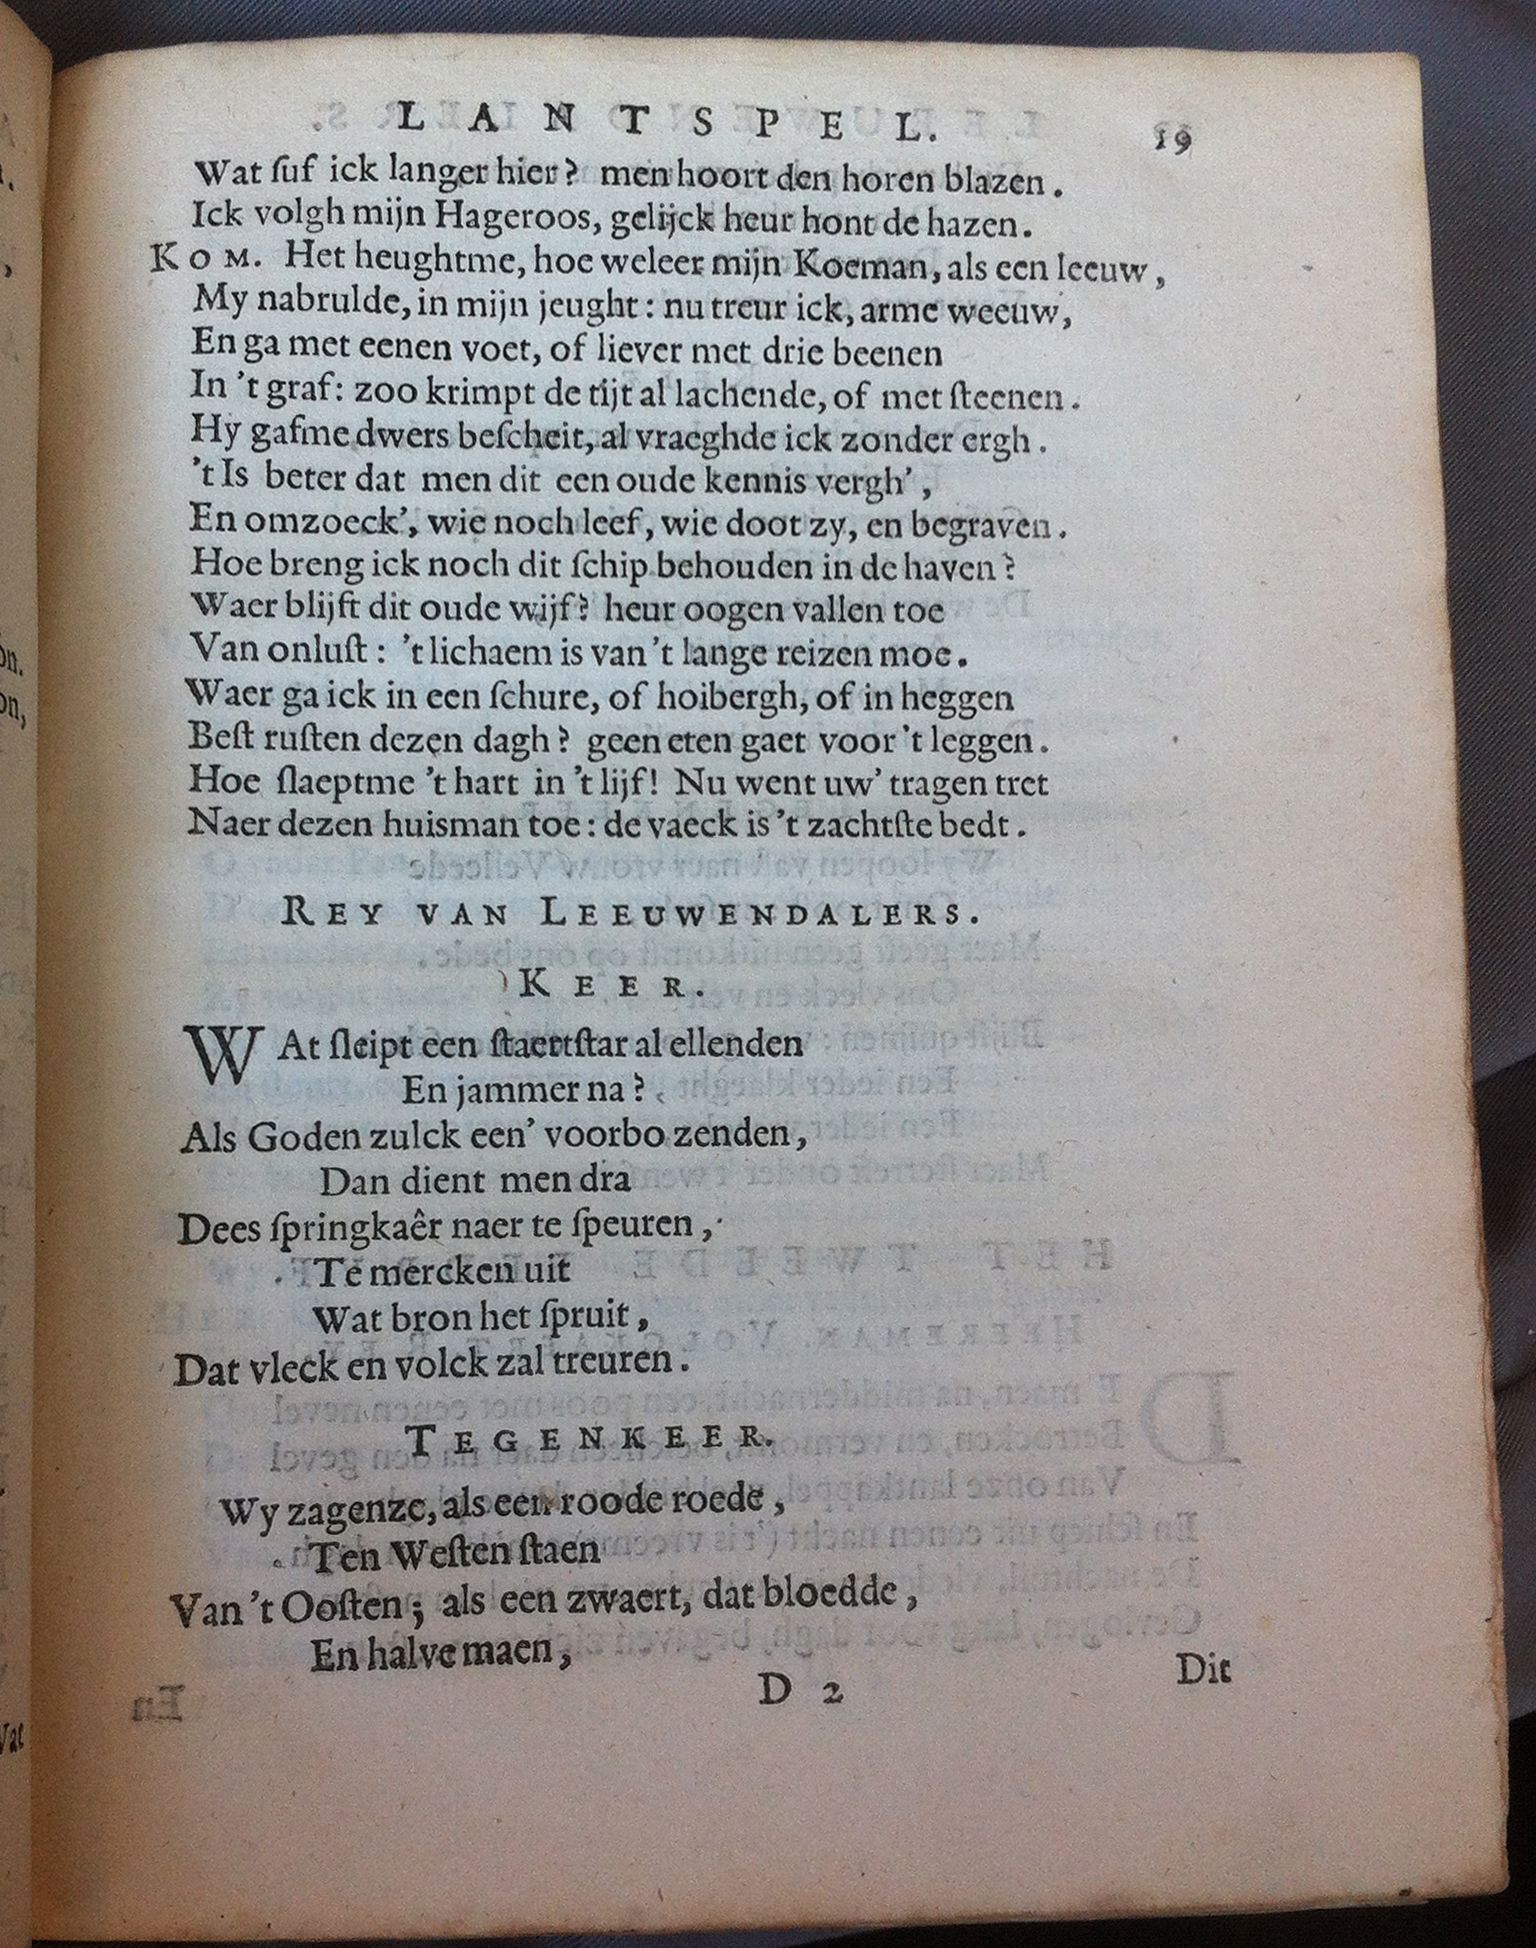 LANTSPEL. 19
Wat ſuf ick langer hier? men hoort den horen blazen.
Ick volgh mijn Hageroos, gelijck heur hont de hazen.
KOM. Het heughtme, hoe weleer mijn Koeman, als een leeuw,
My nabrulde, in mijn jeught: nu treur ick, arme weeuw,
En ga met eenen voet, of liever met drie beenen
In 't graf: zoo krimpt de tijt al lachende, of met ſteenen.
Hy gafme dwers beſcheit, al vraeghde ick zonder ergh.
't Is beter dat men dit een oude kennis vergh',
En omzoeck', wie noch leef, wie doot zy, en begraven.
Hoe breng ick noch dit ſchip behouden in de haven?
Waer blijft dit oude wijf? heur oogen vallen toe
Van onluſt: 't lichaem is van 't lange reizen moe.
Waer ga ick in een ſchure, of hoibergh, of in heggen
Beſt ruſten dezen dagh? geen eten gaet voor 't leggen.
Hoe ſlaeptme 't hart in 't lijf! Nu went uw' tragen tret
Naer dezen huisman toe: de vaeck is 't zachtſte bedt.
REY VAN LEEUWENDALERS.
KEER.
WAt ſleipt een ſtaertſtar al ellenden
En jammer na?
Als Goden zulck een' voorbo zenden,
Dan dient men dra
Dees ſpringkaêr naer te ſpeuren,
Te mercken uit
Wat bron het ſpruit,
Dat vleck en volck zal treuren.
TEGENKEER.
Wy zagenze, als een roode roede,
Ten Weſten ſtaen
Van 't Ooſten; als een zwaert, dat bloedde,
En halve maen,
D 2 Dit